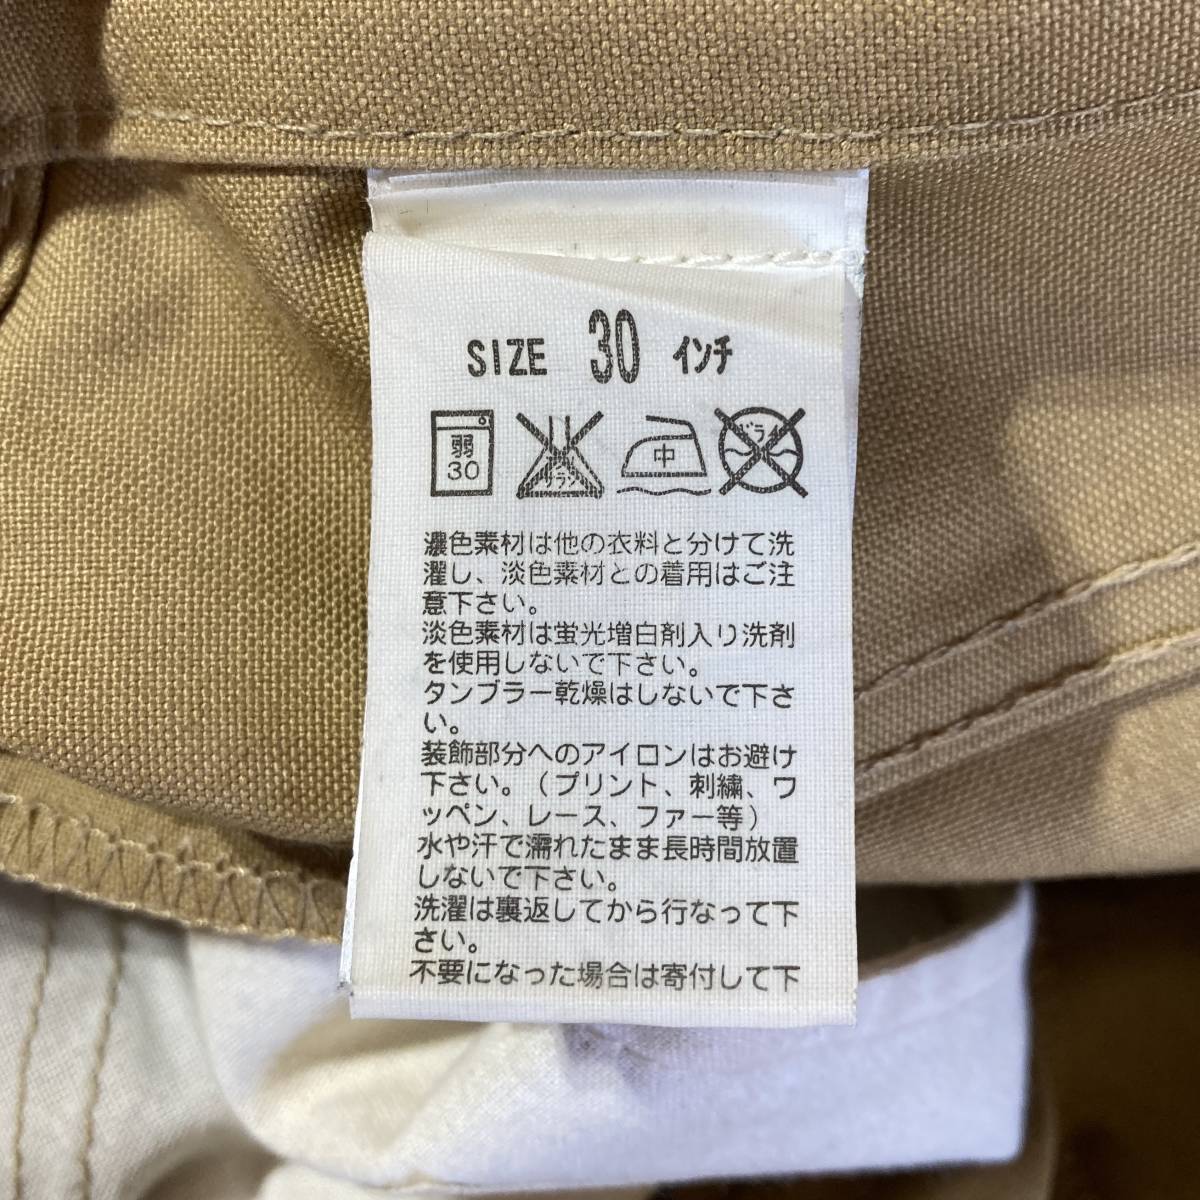 SIZE 30 インチ
弱 30 サラシ 中 ドライ
濃色素材は他の衣料と分けて洗
濯し、淡色素材との着用はご注
意下さい。
淡色素材は蛍光増白剤入り洗剤
を使用しないで下さい。
タンブラー乾燥はしないで下さ
い。
装飾部分へのアイロンはお避け
下さい。(プリント、刺繍、ワ
ッペン、レース、ファー等)
水や汗で濡れたまま長時間放置
しないで下さい。
洗濯は裏返してから行なって下
さい。
不要になった場合は寄付して下